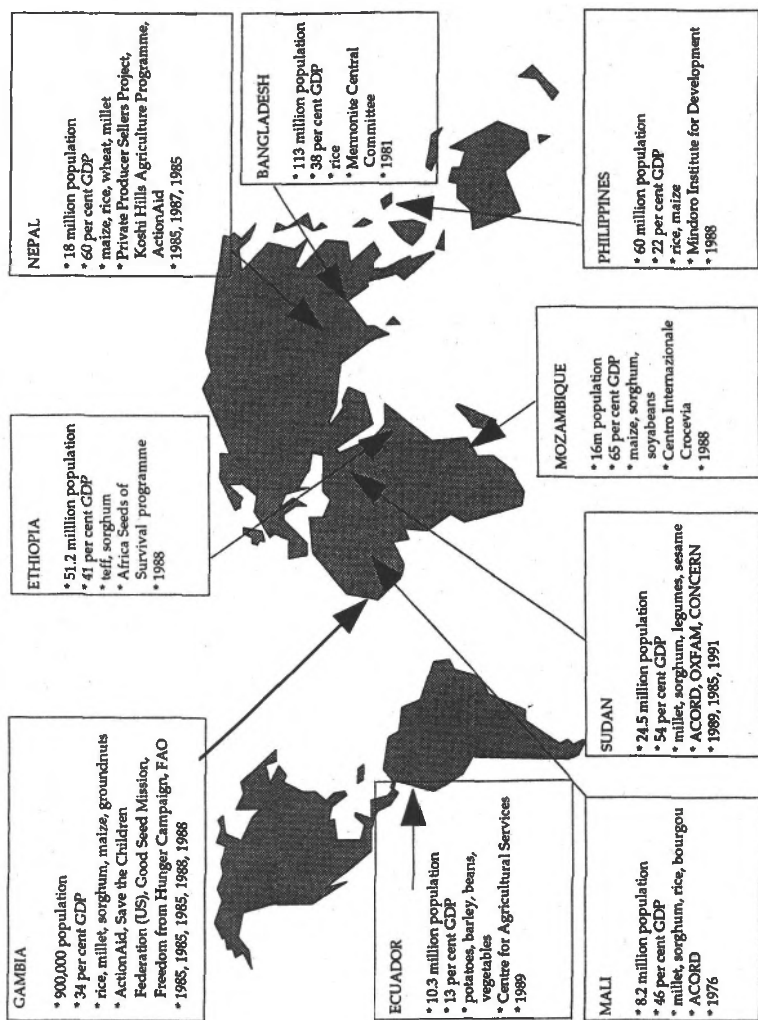 GAMBIA
* 900,000 population
* 34 per cent GDP
* rice, millet, sorghum, maize, groundnuts
* ActionAid, Save the Children
Federation (US), Good Seed Mission,
Freedom from Hunger Campaign, FAO
* 1985, 1985, 1985, 1988, 1988
ETHIOPIA
* 51.2 milllion population
* 41 per cent GDP
* teff, sorghum
* Africa Seeds of
Survival programme
* 1988
NEPAL
* 18 million population
* 60 per cent GDP
* maize, rice, wheat, millet
* Private Producer Sellers Project,
Koshi Hills Agriculture Programme,
ActionAid
* 1985, 1987, 1985
BANGLADESH
* 113 million population
* 38 per cent GDP
* rice
* Mennonite Central
Committee
* 1981
ECUADOR
* 10.3 million population
* 13 per cent GDP
* potatoes, barley, beans,
vegetables
* Centre for Agricultural Services
* 1989
MALI
* 8.2 million population
* 46 per cent GDP
* millet, sorghum, rice, bourgou
* ACORD
* 1976
SUDAN
* 24.5 million population
* 54 per cent GDP
* millet, sorghum, legumes, sesame
* ACORD, OXFAM, CONCERN
* 1989, 1985, 1991
MOZAMBIQUE
* 16m population
* 65 per cent GDP
* maize, sorghum,
soyabeans
* Centro Internazionale
Crocevia
* 1988
PHILIPPINES
* 60 million population
* 22 per cent GDP
* rice, maize
* Mindoro Institute for Development
* 1988